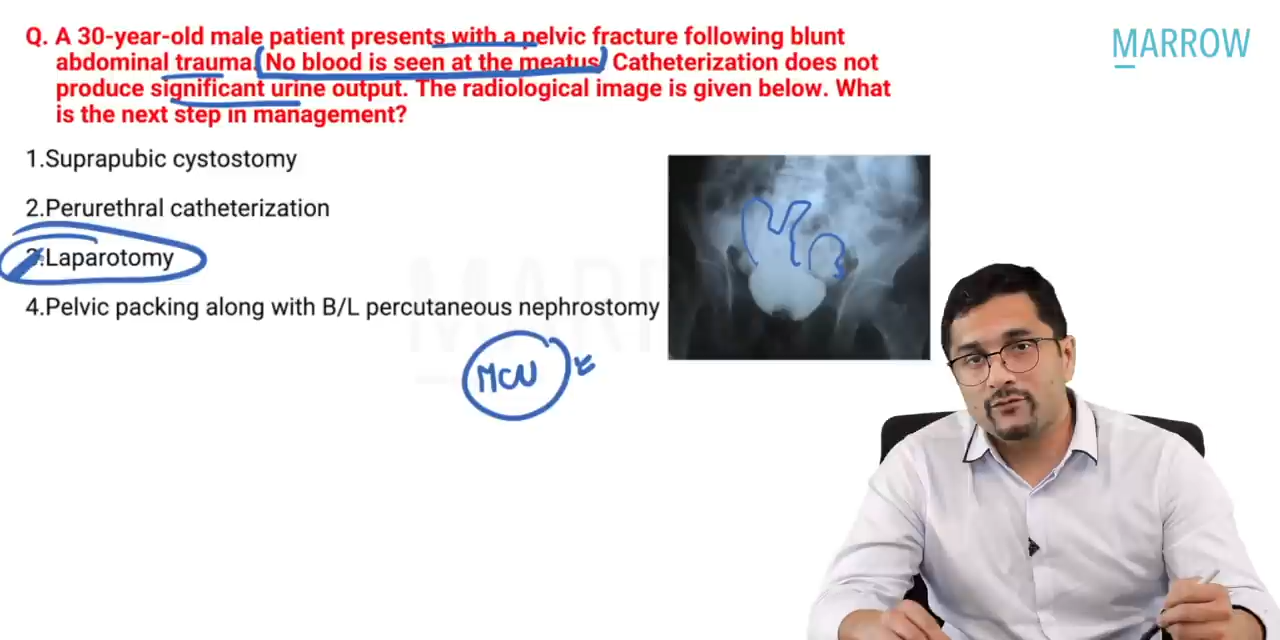 Q. A 30-year-old male patient presents with a pelvic fracture following blunt
abdominal trauma. No blood is seen at the meatus. Catheterization does not
produce significant urine output. The radiological image is given below. What
is the next step in management?
MARROW
1.Suprapubic cystostomy
2.Perurethral catheterization
3.Laparotomy
4.Pelvic packing along with B/L percutaneous nephrostomy
MARROW
MCU